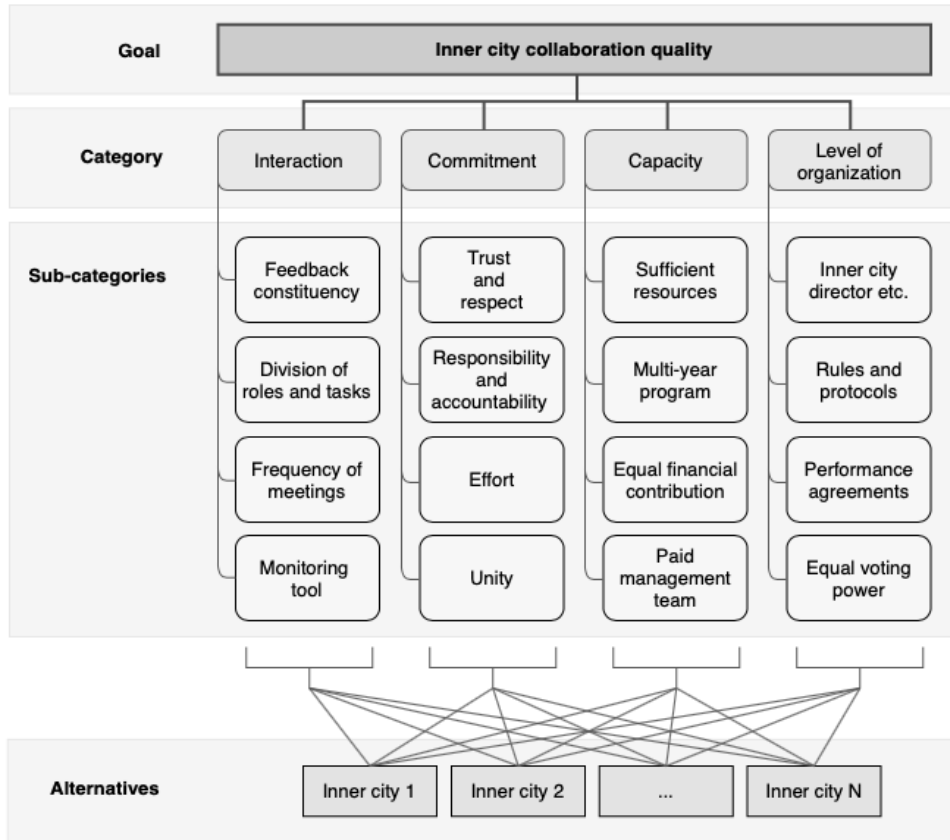 Goal
Inner city collaboration quality
Category
Interaction
Commitment
Capacity
Level of
organization
Sub-categories
Feedback
constituency
Trust
and
respect
Sufficient
resources
Inner city
director etc.
Division of
roles and tasks
Responsibility
and
accountability
Multi-year
program
Rules and
protocols
Frequency of
meetings
Effort
Equal financial
contribution
Performance
agreements
Monitoring
tool
Unity
Paid
management
team
Equal voting
power
Alternatives
Inner city 1
Inner city 2
...
Inner city N